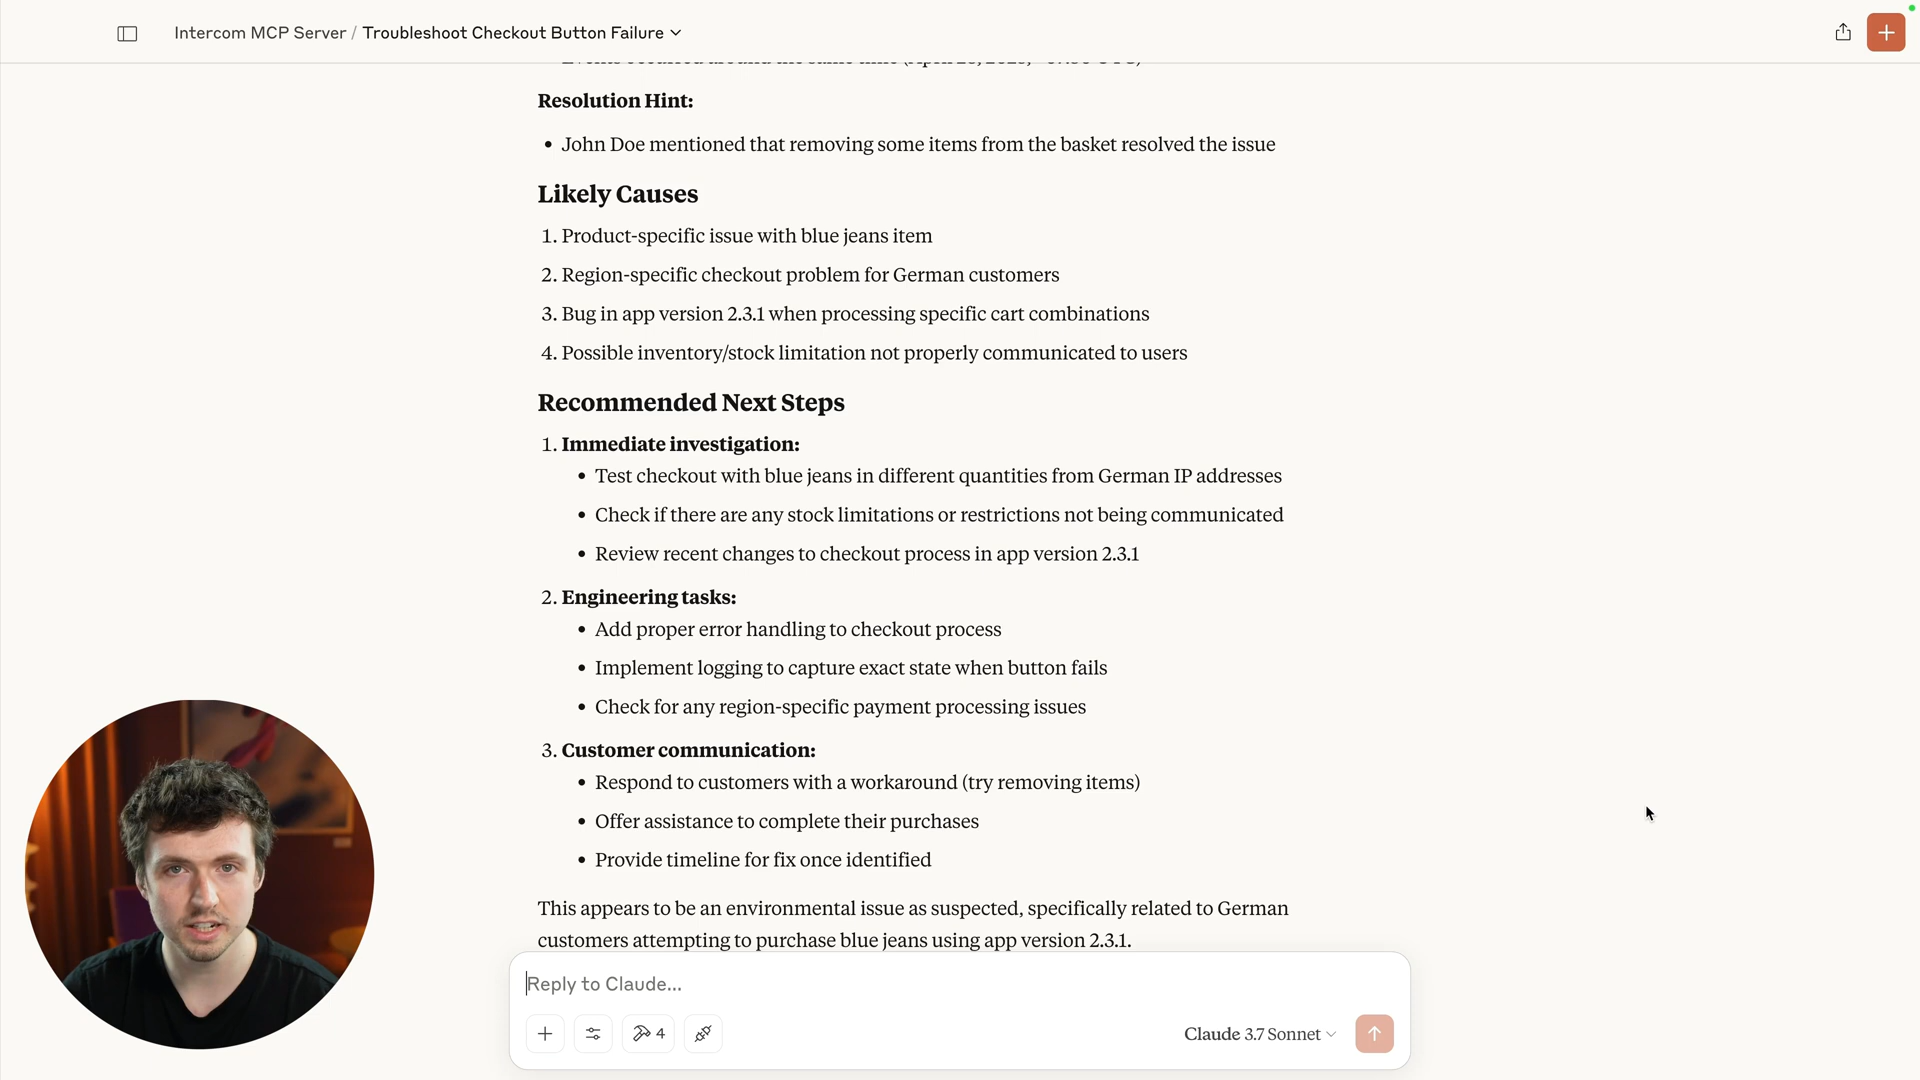 Intercom MCP Server / Troubleshoot Checkout Button Failure
Resolution Hint:
• John Doe mentioned that removing some items from the basket resolved the issue
Likely Causes
1. Product-specific issue with blue jeans item
2. Region-specific checkout problem for German customers
3. Bug in app version 2.3.1 when processing specific cart combinations
4. Possible inventory/stock limitation not properly communicated to users
Recommended Next Steps
1. Immediate investigation:
• Test checkout with blue jeans in different quantities from German IP addresses
• Check if there are any stock limitations or restrictions not being communicated
• Review recent changes to checkout process in app version 2.3.1
2. Engineering tasks:
• Add proper error handling to checkout process
• Implement logging to capture exact state when button fails
• Check for any region-specific payment processing issues
3. Customer communication:
• Respond to customers with a workaround (try removing items)
• Offer assistance to complete their purchases
• Provide timeline for fix once identified
This appears to be an environmental issue as suspected, specifically related to German
customers attempting to purchase blue jeans using app version 2.3.1.
Reply to Claude...
4
Claude 3.7 Sonnet